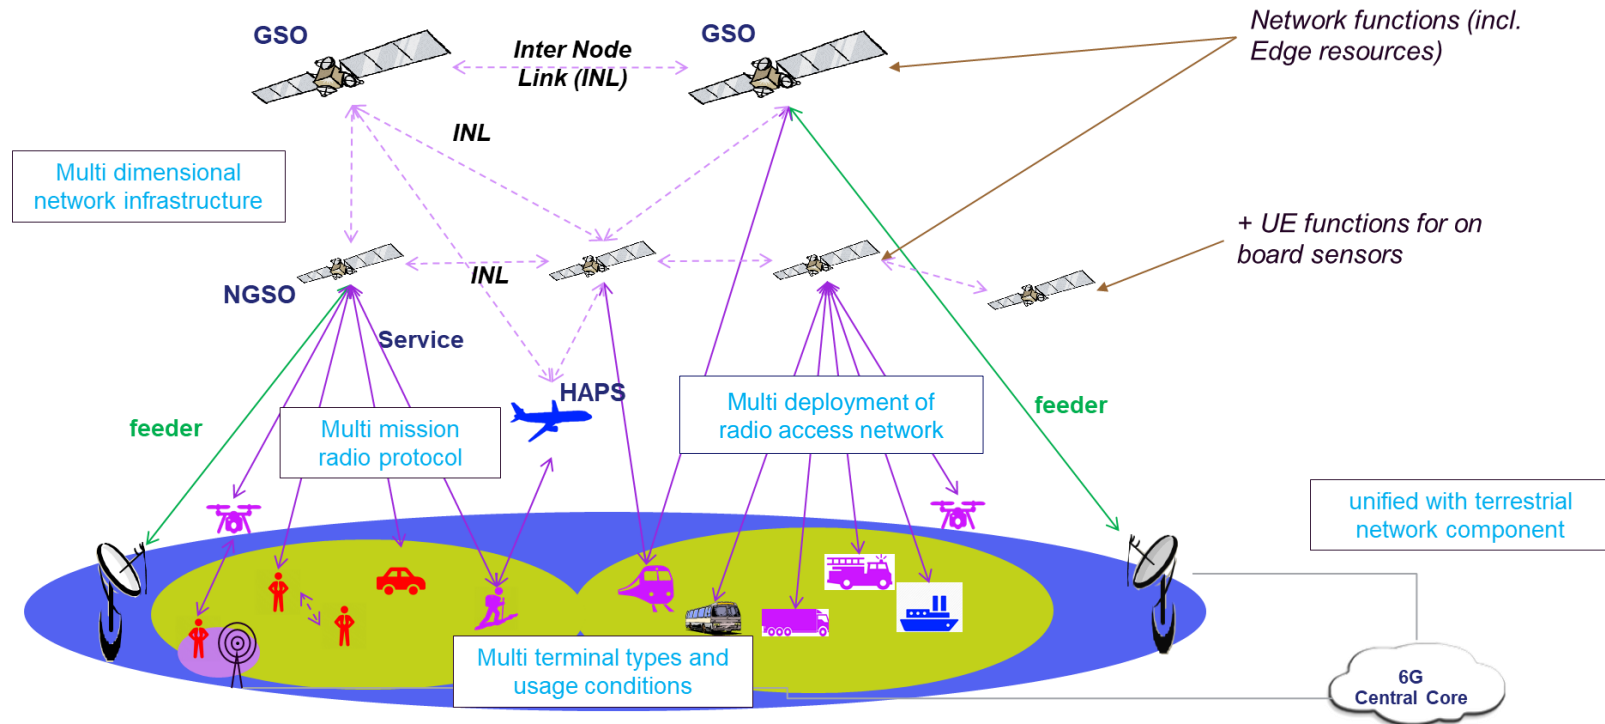 GSO
Inter Node
Link (INL)
GSO
Network functions (incl.
Edge resources)
INL
Multi dimensional
network infrastructure
+ UE functions for on
board sensors
INL
NGSO
Service
HAPS
feeder
Multi mission
radio protocol
Multi deployment of
radio access network
feeder
unified with terrestrial
network component
Multi terminal types and
usage conditions
6G
Central Core